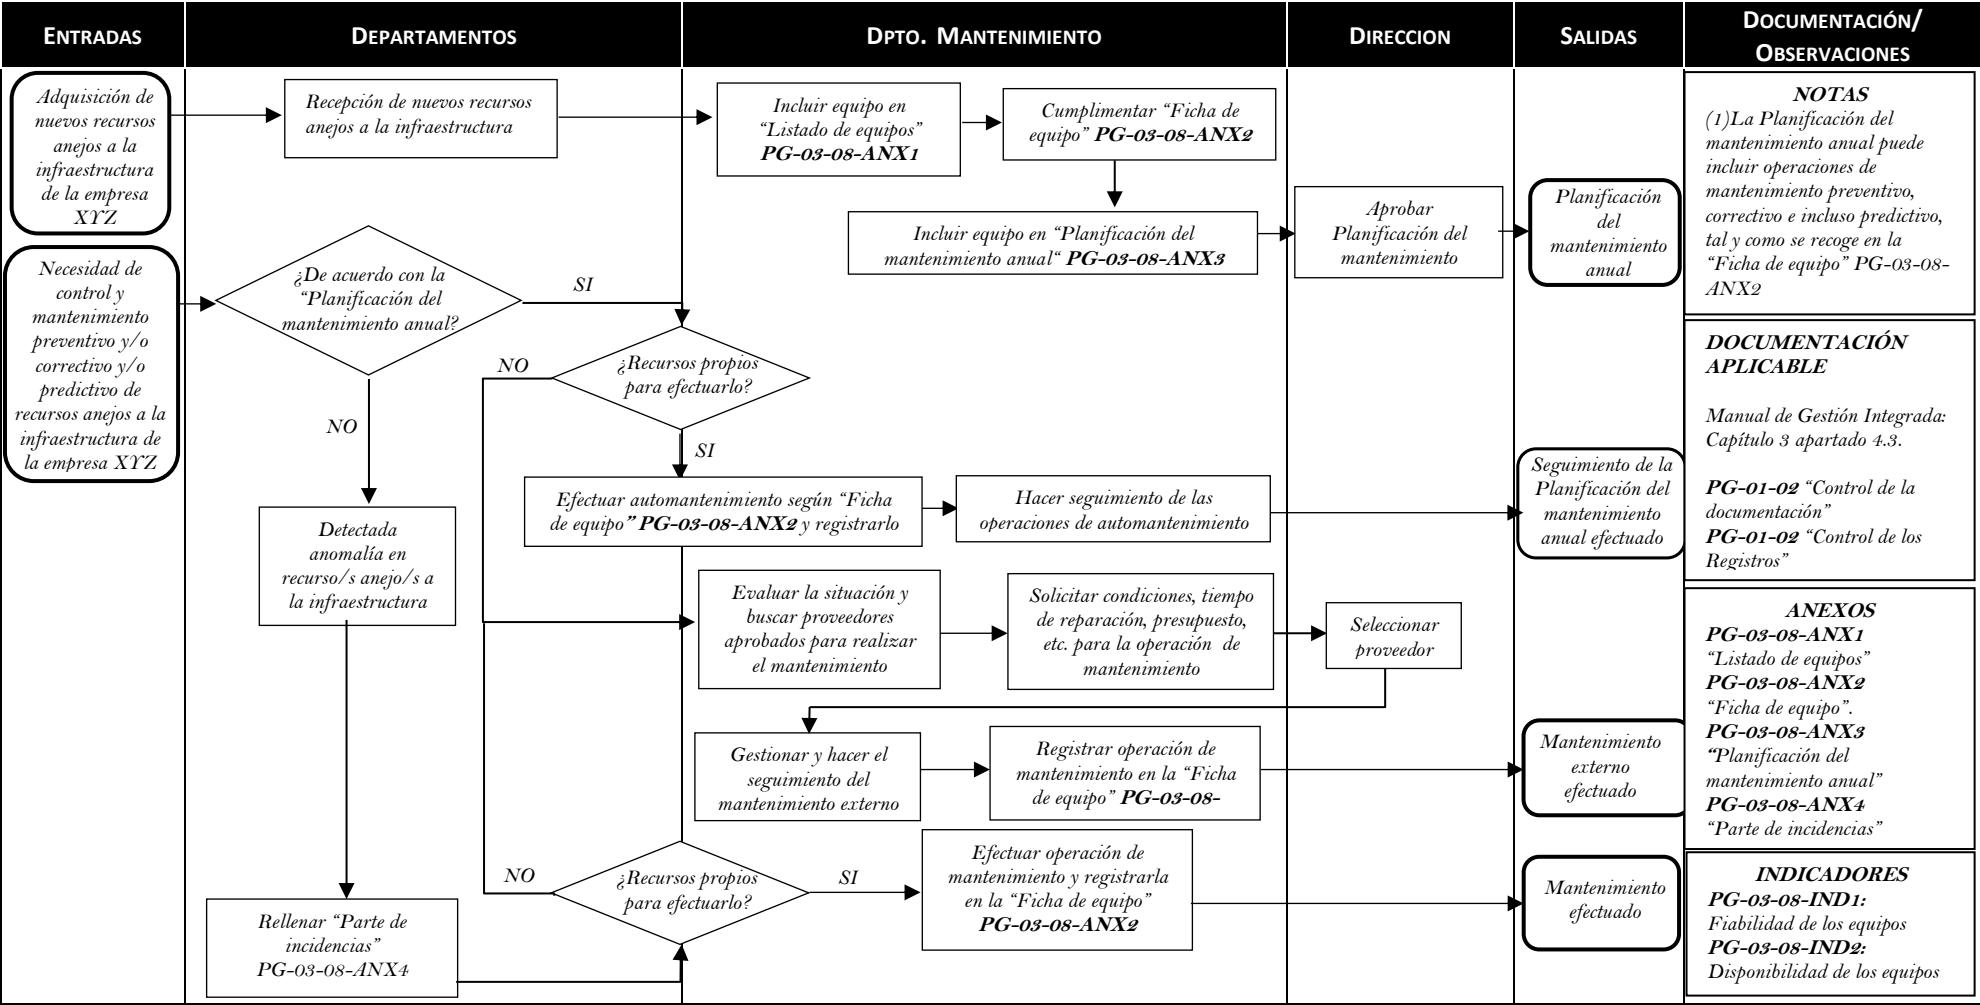 ENTRADAS
DEPARTAMENTOS
DPTO. MANTENIMIENTO
DIRECCION
SALIDAS
DOCUMENTACIÓN/
OBSERVACIONES
Adquisición de
nuevos recursos
anejos a la
infraestructura
de la empresa
XYZ
Recepción de nuevos recursos
anejos a la infraestructura
Incluir equipo en
“Listado de equipos”
PG-03-08-ANX1
Cumplimentar “Ficha de
equipo” PG-03-08-ANX2
Incluir equipo en “Planificación del
mantenimiento anual“ PG-03-08-ANX3
Aprobar
Planificación del
mantenimiento
Planificación
del
mantenimiento
anual
Necesidad de
control y
mantenimiento
preventivo y/o
correctivo y/o
predictivo de
recursos anejos a la
infraestructura de
la empresa XYZ
¿De acuerdo con la
“Planificación del
mantenimiento anual?
SI
NO
¿Recursos propios
para efectuarlo?
NO
SI
Efectuar automantenimiento según “Ficha
de equipo” PG-03-08-ANX2 y registrarlo
Hacer seguimiento de las
operaciones de automantenimiento
Seguimiento de la
Planificación del
mantenimiento
anual efectuado
Detectada
anomalía en
recurso/s anejo/s a
la infraestructura
Evaluar la situación y
buscar proveedores
aprobados para realizar
el mantenimiento
Solicitar condiciones, tiempo
de reparación, presupuesto,
etc. para la operación de
mantenimiento
Seleccionar
proveedor
Gestionar y hacer el
seguimiento del
mantenimiento externo
Registrar operación de
mantenimiento en la “Ficha
de equipo” PG-03-08-
Mantenimiento
externo
efectuado
Rellenar “Parte de
incidencias”
PG-03-08-ANX4
NO
¿Recursos propios
para efectuarlo?
SI
Efectuar operación de
mantenimiento y registrarla
en la “Ficha de equipo”
PG-03-08-ANX2
Mantenimiento
efectuado
NOTAS
(1)La Planificación del
mantenimiento anual puede
incluir operaciones de
mantenimiento preventivo,
correctivo e incluso predictivo,
tal y como se recoge en la
“Ficha de equipo” PG-03-08-
ANX2
DOCUMENTACIÓN
APLICABLE
Manual de Gestión Integrada:
Capítulo 3 apartado 4.3.
PG-01-02 “Control de la
documentación”
PG-01-02 “Control de los
Registros”
ANEXOS
PG-03-08-ANX1
“Listado de equipos”
PG-03-08-ANX2
“Ficha de equipo”.
PG-03-08-ANX3
“Planificación del
mantenimiento anual”
PG-03-08-ANX4
“Parte de incidencias”
INDICADORES
PG-03-08-IND1:
Fiabilidad de los equipos
PG-03-08-IND2:
Disponibilidad de los equipos